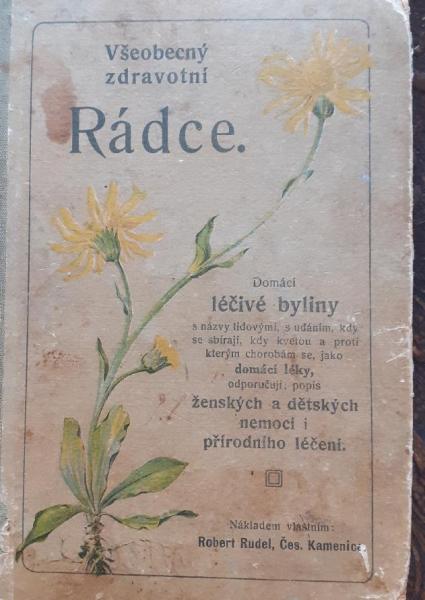 Všeobecný
zdravotní
Rádce.
Domácí
léčivé byliny
s názvy lidovými, s udáním, kdy
se sbírají, kdy kvetou a proti
kterým chorobám se, jako
domácí léky,
odporučují; popis
ženských a dětských
nemocí i
přírodního léčení.
Nákladem vlastním:
Robert Rudel, Čes. Kamenice